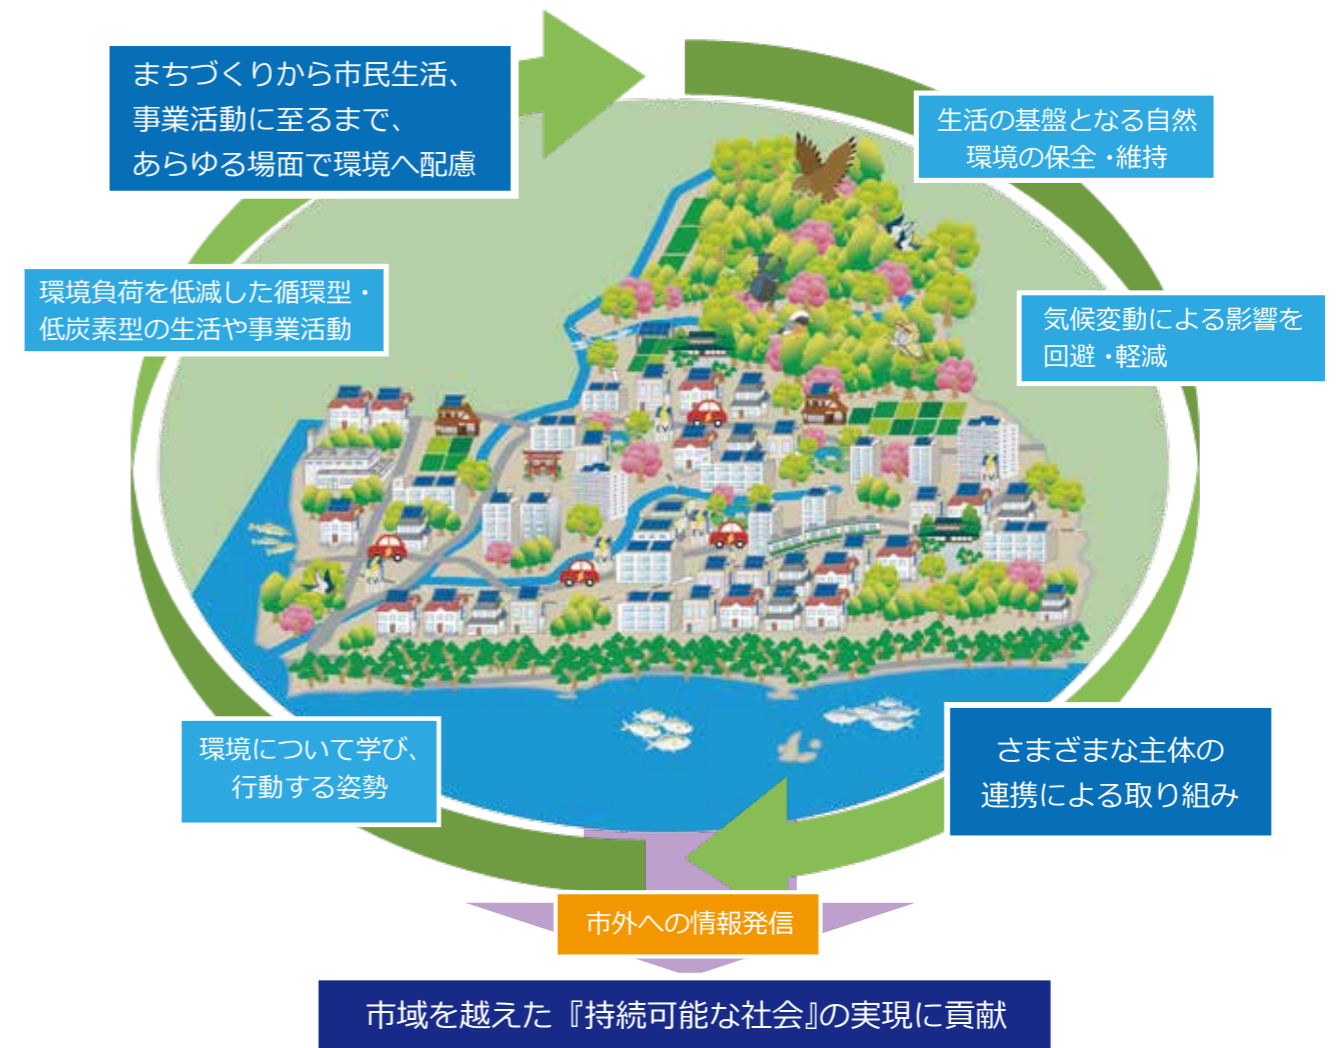 まちづくりから市民生活、
事業活動に至るまで、
あらゆる場面で環境へ配慮
生活の基盤となる自然
環境の保全・維持
環境負荷を低減した循環型・
低炭素型の生活や事業活動
気候変動による影響を
回避・軽減
環境について学び、
行動する姿勢
さまざまな主体の
連携による取り組み
市外への情報発信
市域を越えた『持続可能な社会』の実現に貢献